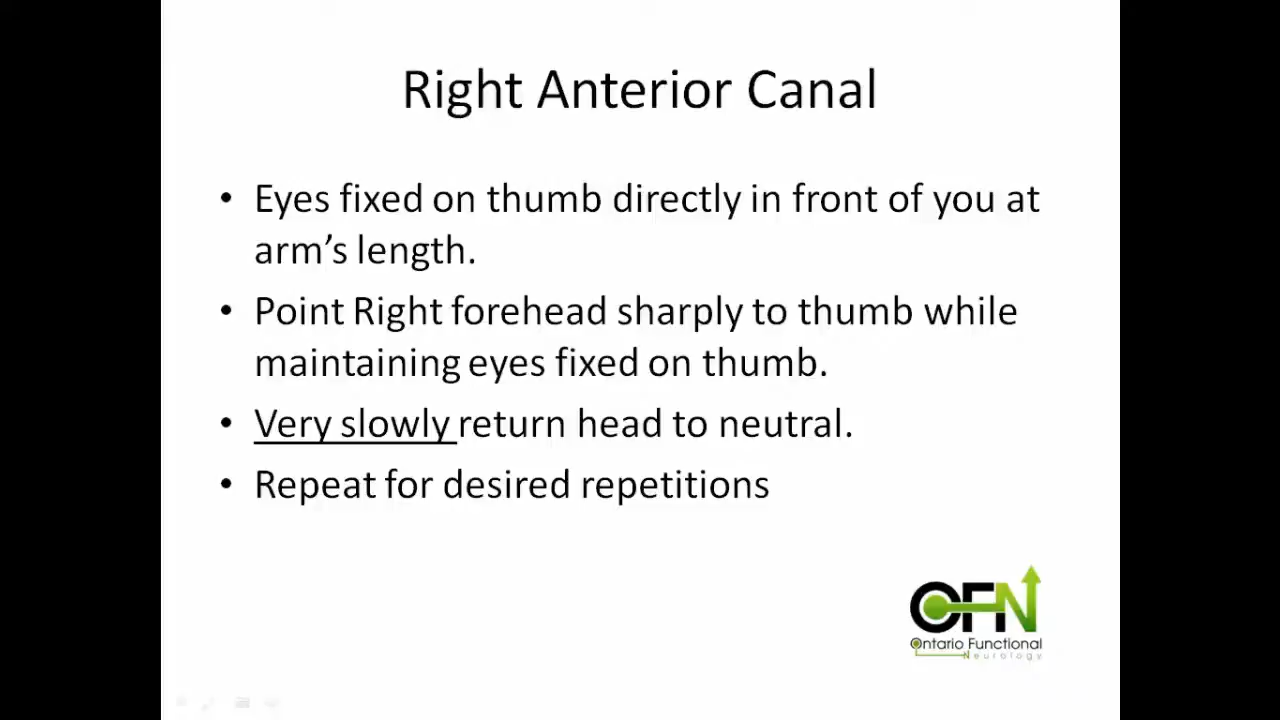 Right Anterior Canal
• Eyes fixed on thumb directly in front of you at
arm’s length.
• Point Right forehead sharply to thumb while
maintaining eyes fixed on thumb.
• Very slowly return head to neutral.
• Repeat for desired repetitions
OFN
Ontario Functional
Neurology